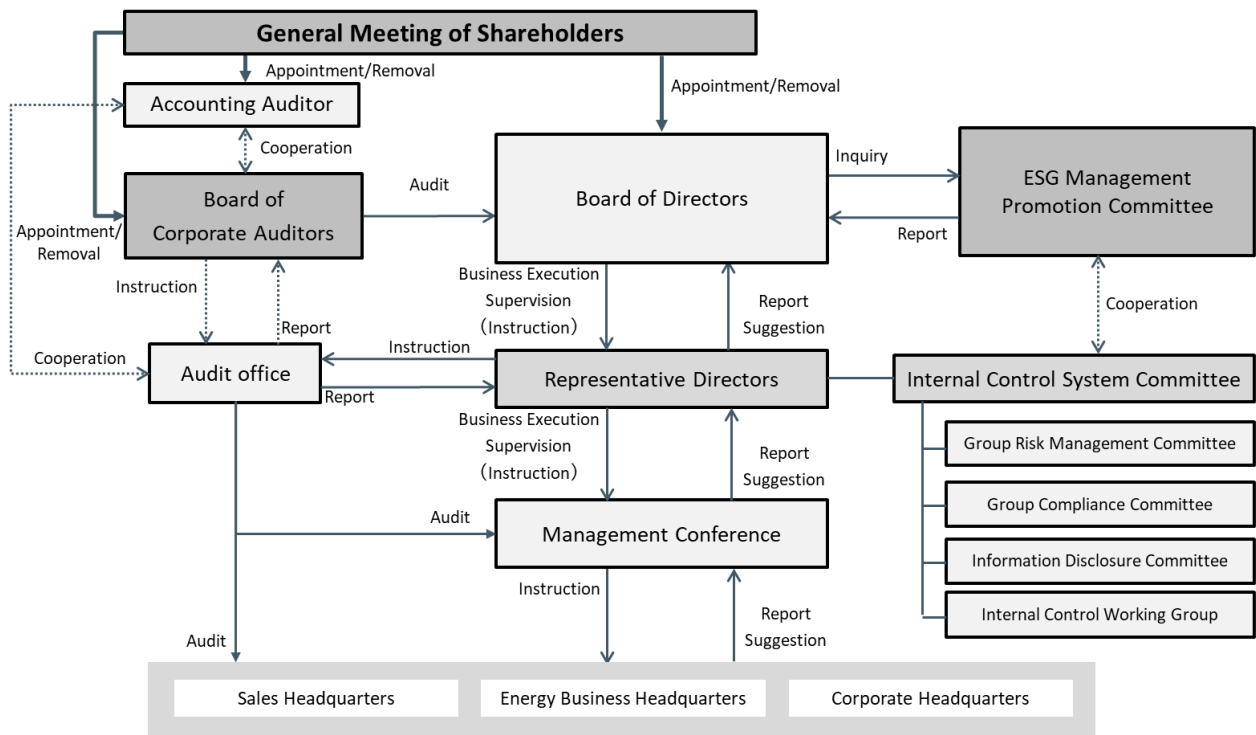 General Meeting of Shareholders
Appointment/Removal
Accounting Auditor
Appointment/Removal
Cooperation
Board of
Corporate Auditors
Appointment/
Removal
Audit
Board of Directors
Inquiry
Report
ESG Management
Promotion Committee
Instruction
Report
Business Execution
Supervision
(Instruction)
Report
Suggestion
Cooperation
Cooperation
Audit office
Instruction
Report
Representative Directors
Internal Control System Committee
Business Execution
Supervision
(Instruction)
Report
Suggestion
Group Risk Management Committee
Group Compliance Committee
Information Disclosure Committee
Internal Control Working Group
Audit
Management Conference
Instruction
Report
Suggestion
Audit
Sales Headquarters
Energy Business Headquarters
Corporate Headquarters